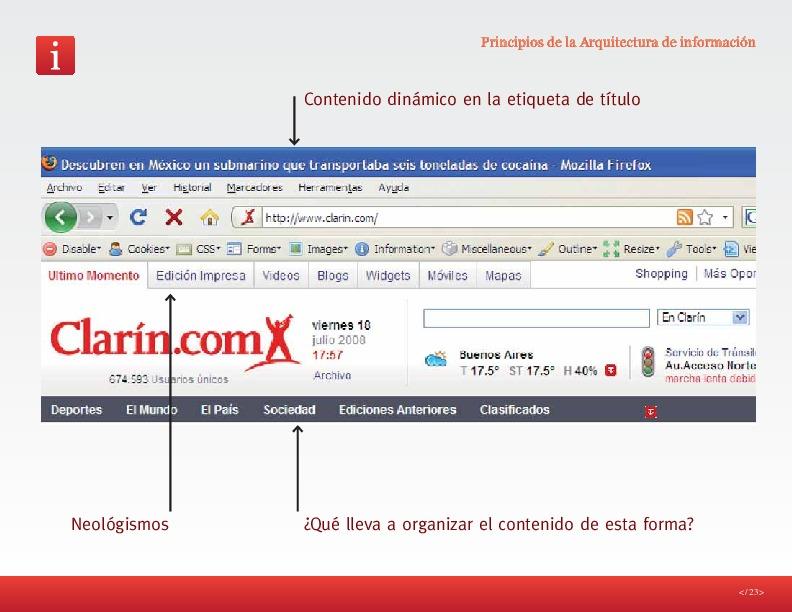 i
Principios de la Arquitectura de información
Contenido dinámico en la etiqueta de título
Descubren en México un submarino que transportaba seis toneladas de cocaína - Mozilla Firefox
Archivo Editar Ver Historial Marcadores Herramientas Ayuda
http://www.clarin.com/
Disable Cookies CSS Forms Images Information Miscellaneous Outline Resize Tools Vie
Ultimo Momento Edición Impresa Videos Blogs Widgets Móviles Mapas Shopping Más Opor
Clarín.com
viernes 18
julio 2008
17:57
Archivo
674.593 Usuarios únicos
En Clarín
Buenos Aires
T 17.5° ST 17.5° H 40%
Servicio de Tránsit
Au.Acceso Norte
marcha lenta debid
Deportes El Mundo El País Sociedad Ediciones Anteriores Clasificados
Neológismos
¿Qué lleva a organizar el contenido de esta forma?
</23>